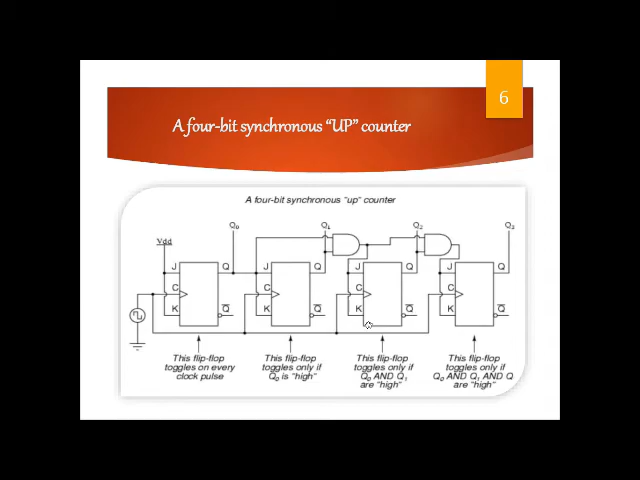 6
A four-bit synchronous “UP” counter
A four-bit synchronous "up" counter
Q0 Q1 Q2 Q3
Vdd
J Q J Q J Q J Q
C C C C
K Q̅ K Q̅ K Q̅ K Q̅
This flip-flop
toggles on every
clock pulse
This flip-flop
toggles only if
Q0 is "high"
This flip-flop
toggles only if
Q0 AND Q1
are "high"
This flip-flop
toggles only if
Q0 AND Q1 AND Q
are "high"